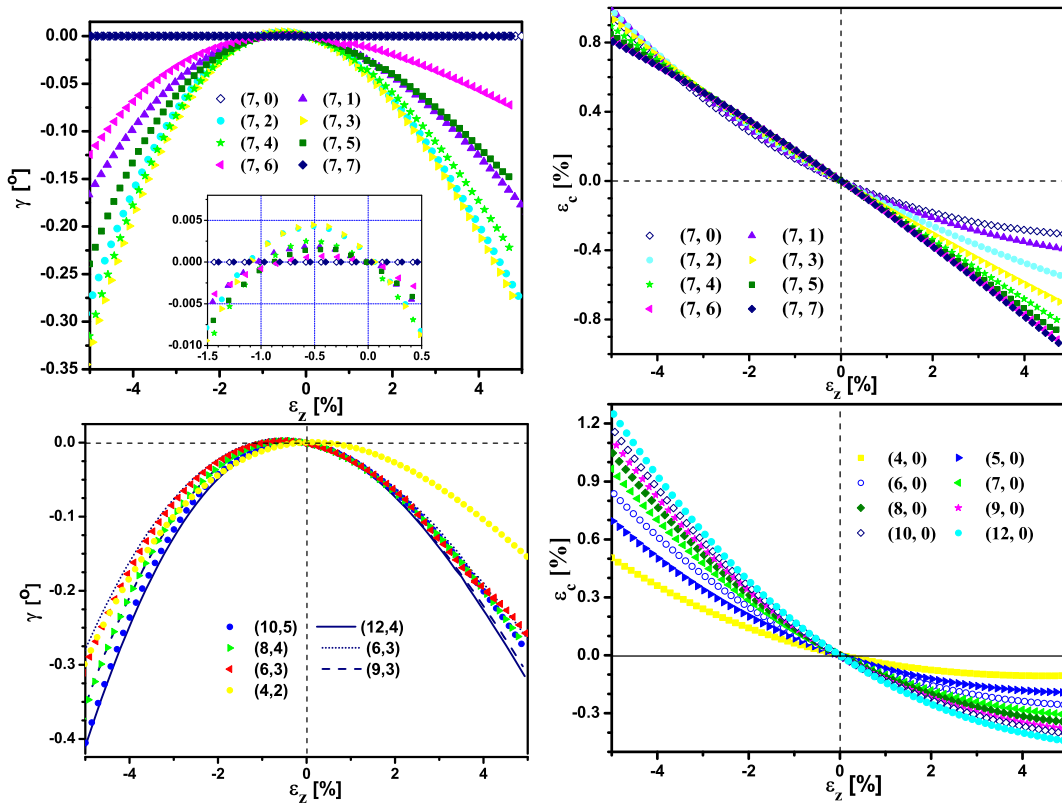 0.00
-0.05
-0.10
-0.15
-0.20
-0.25
-0.30
-0.35
γ [°]
(7, 0) (7, 1)
(7, 2) (7, 3)
(7, 4) (7, 5)
(7, 6) (7, 7)
0.005
0.000
-0.005
-0.010
-1.5 -1.0 -0.5 0.0 0.5
-4 -2 0 2 4
ε_z [%]
0.8
0.4
0.0
-0.4
-0.8
ε_c [%]
(7, 0) (7, 1)
(7, 2) (7, 3)
(7, 4) (7, 5)
(7, 6) (7, 7)
-4 -2 0 2 4
ε_z [%]
0.0
-0.1
-0.2
-0.3
-0.4
γ [°]
(10,5) (12,4)
(8,4) (6,3)
(6,3) (9,3)
(4,2)
-4 -2 0 2 4
ε_z [%]
1.2
0.9
0.6
0.3
0.0
-0.3
ε_c [%]
(4, 0) (5, 0)
(6, 0) (7, 0)
(8, 0) (9, 0)
(10, 0) (12, 0)
-4 -2 0 2 4
ε_z [%]